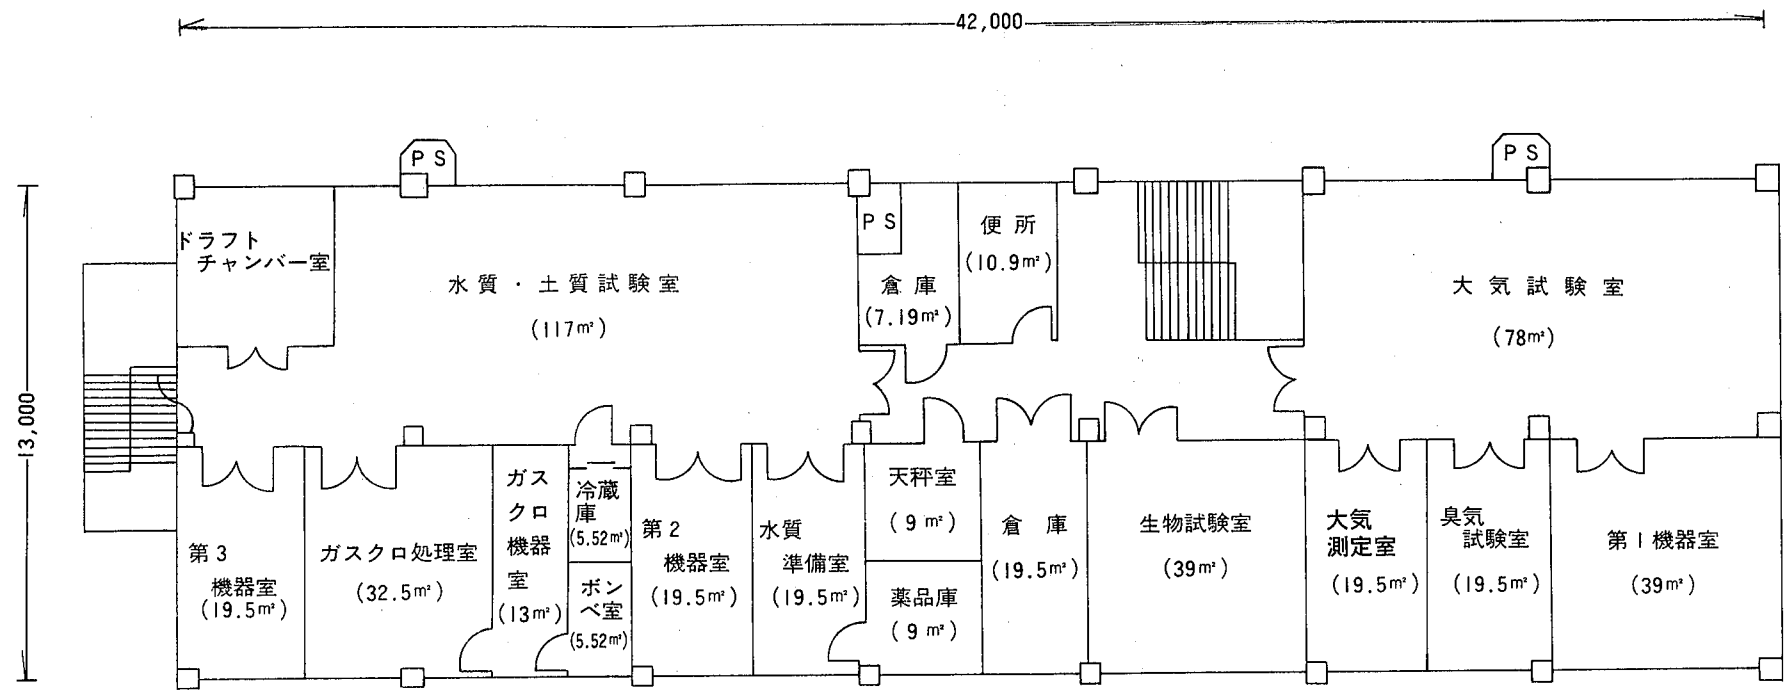 42,000
13,000
PS
PS
ドラフト
チャンバー室
水質・土質試験室
(117㎡)
PS
倉庫
(7.19㎡)
便所
(10.9㎡)
大気試験室
(78㎡)
第3
機器室
(19.5㎡)
ガスクロ処理室
(32.5㎡)
ガス
クロ
機器
室
(13㎡)
冷蔵
庫
(5.52㎡)
ボン
ベ室
(5.52㎡)
第2
機器室
(19.5㎡)
水質
準備室
(19.5㎡)
天秤室
(9㎡)
薬品庫
(9㎡)
倉庫
(19.5㎡)
生物試験室
(39㎡)
大気
測定室
(19.5㎡)
臭気
試験室
(19.5㎡)
第1機器室
(39㎡)